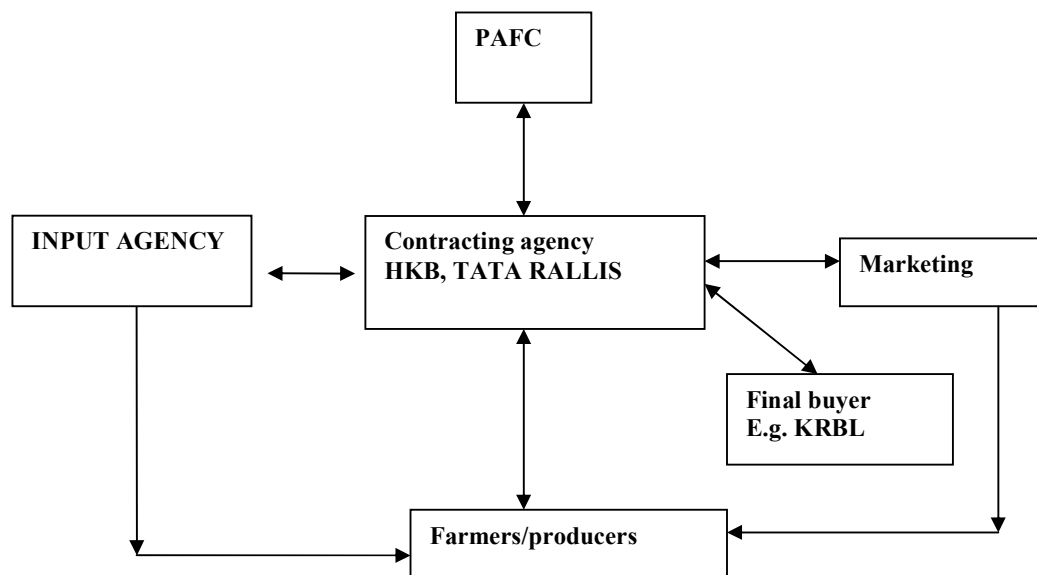 PAFC
INPUT AGENCY
Contracting agency
HKB, TATA RALLIS
Marketing
Final buyer
E.g. KRBL
Farmers/producers